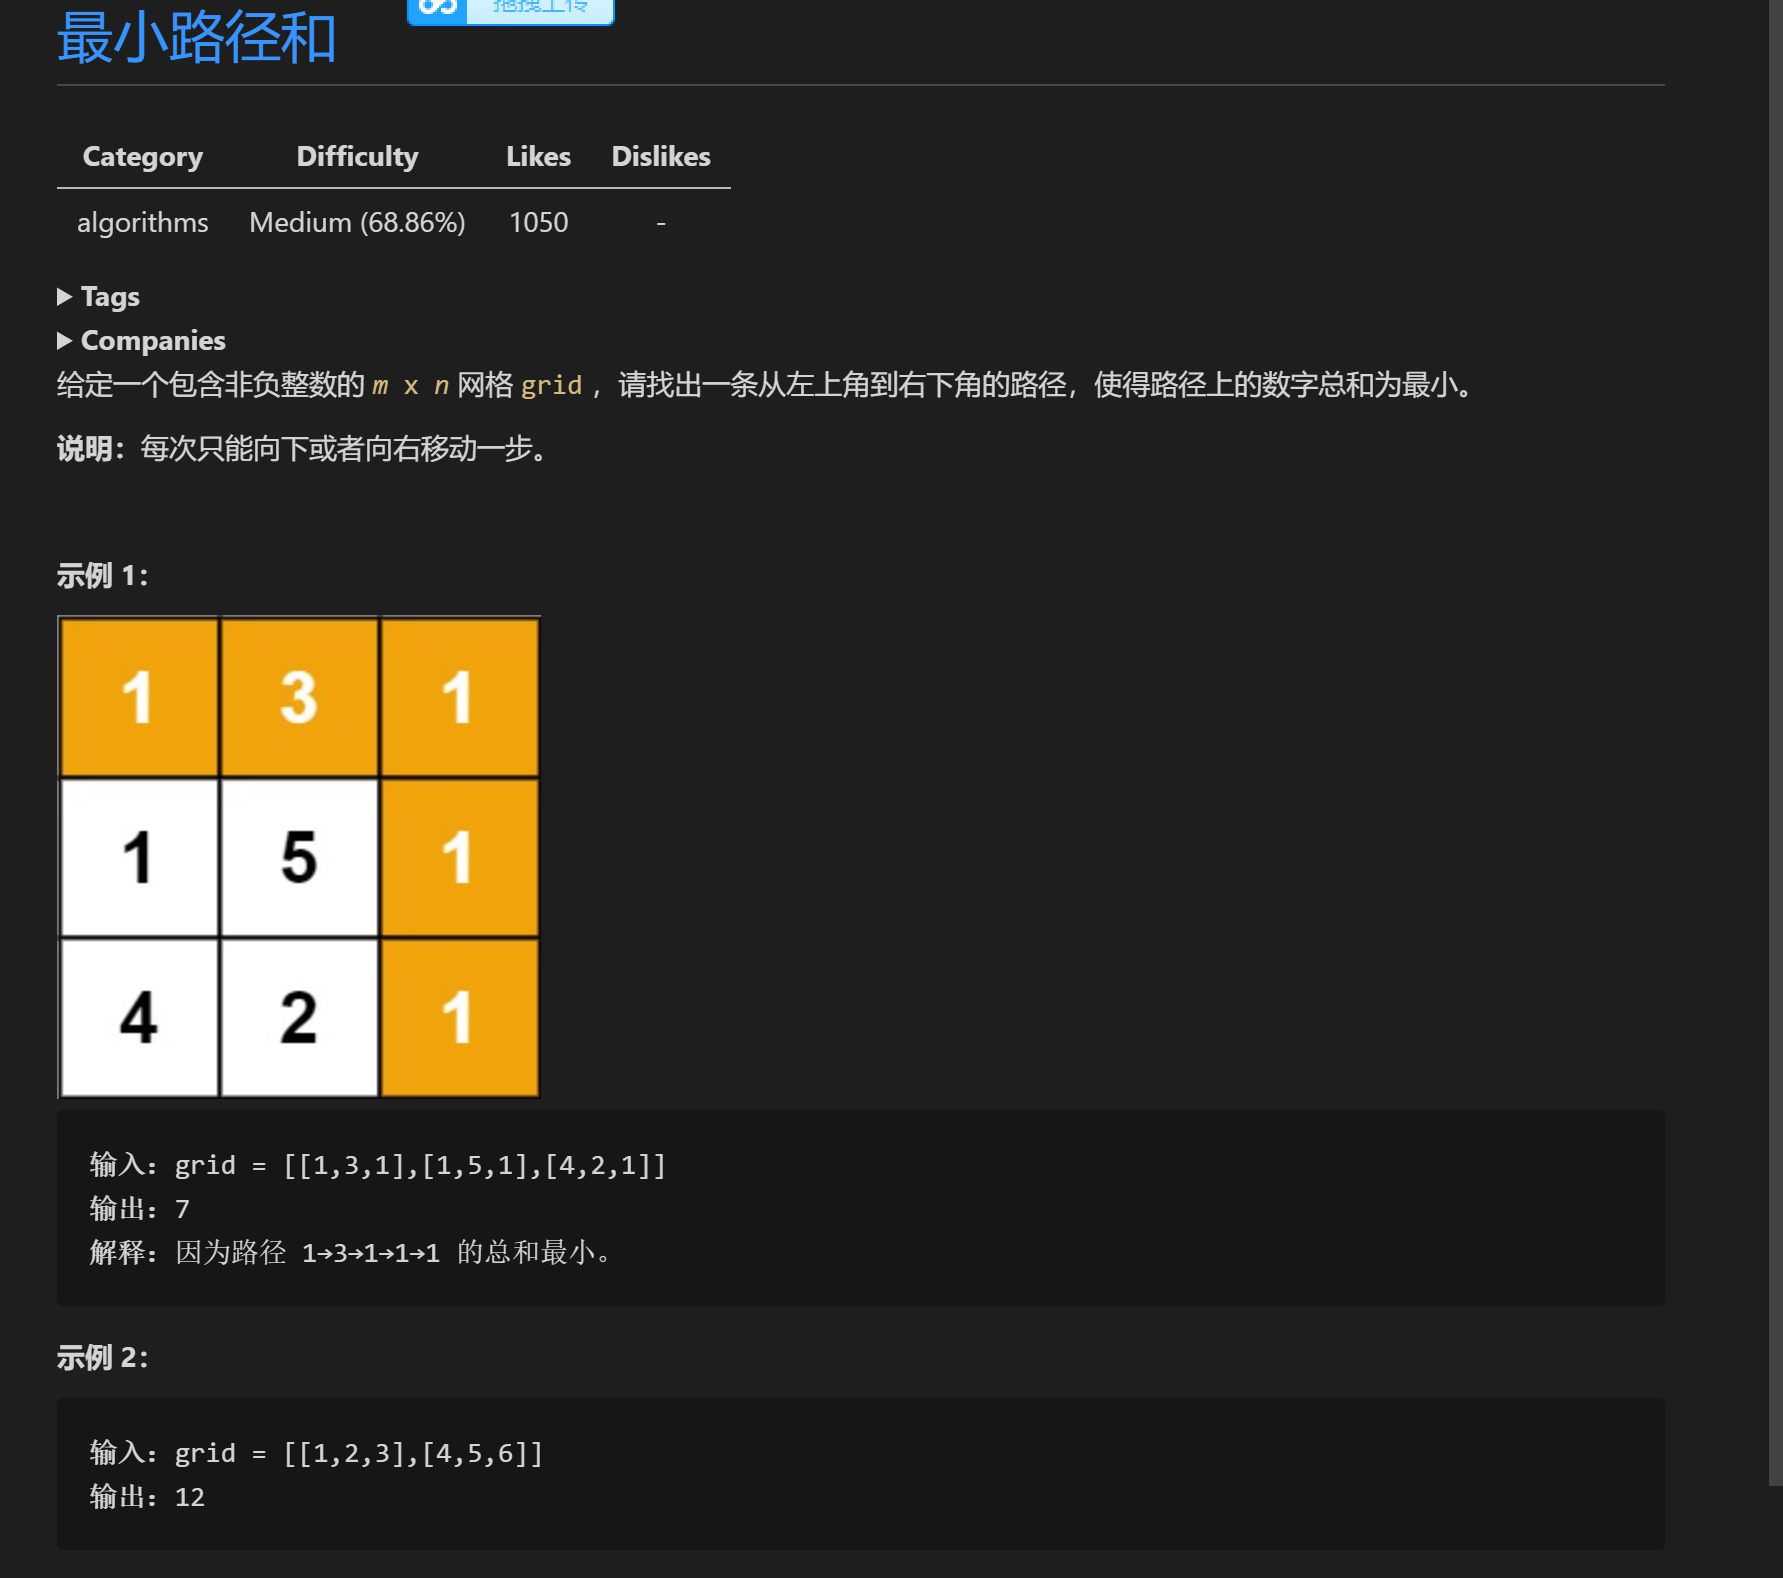 拖拽上传
最小路径和
Category Difficulty Likes Dislikes
algorithms Medium (68.86%) 1050 -
▶ Tags
▶ Companies
给定一个包含非负整数的 m x n 网格 grid ，请找出一条从左上角到右下角的路径，使得路径上的数字总和为最小。
说明：每次只能向下或者向右移动一步。
示例 1：
1 3 1
1 5 1
4 2 1
输入：grid = [[1,3,1],[1,5,1],[4,2,1]]
输出：7
解释：因为路径 1→3→1→1→1 的总和最小。
示例 2：
输入：grid = [[1,2,3],[4,5,6]]
输出：12